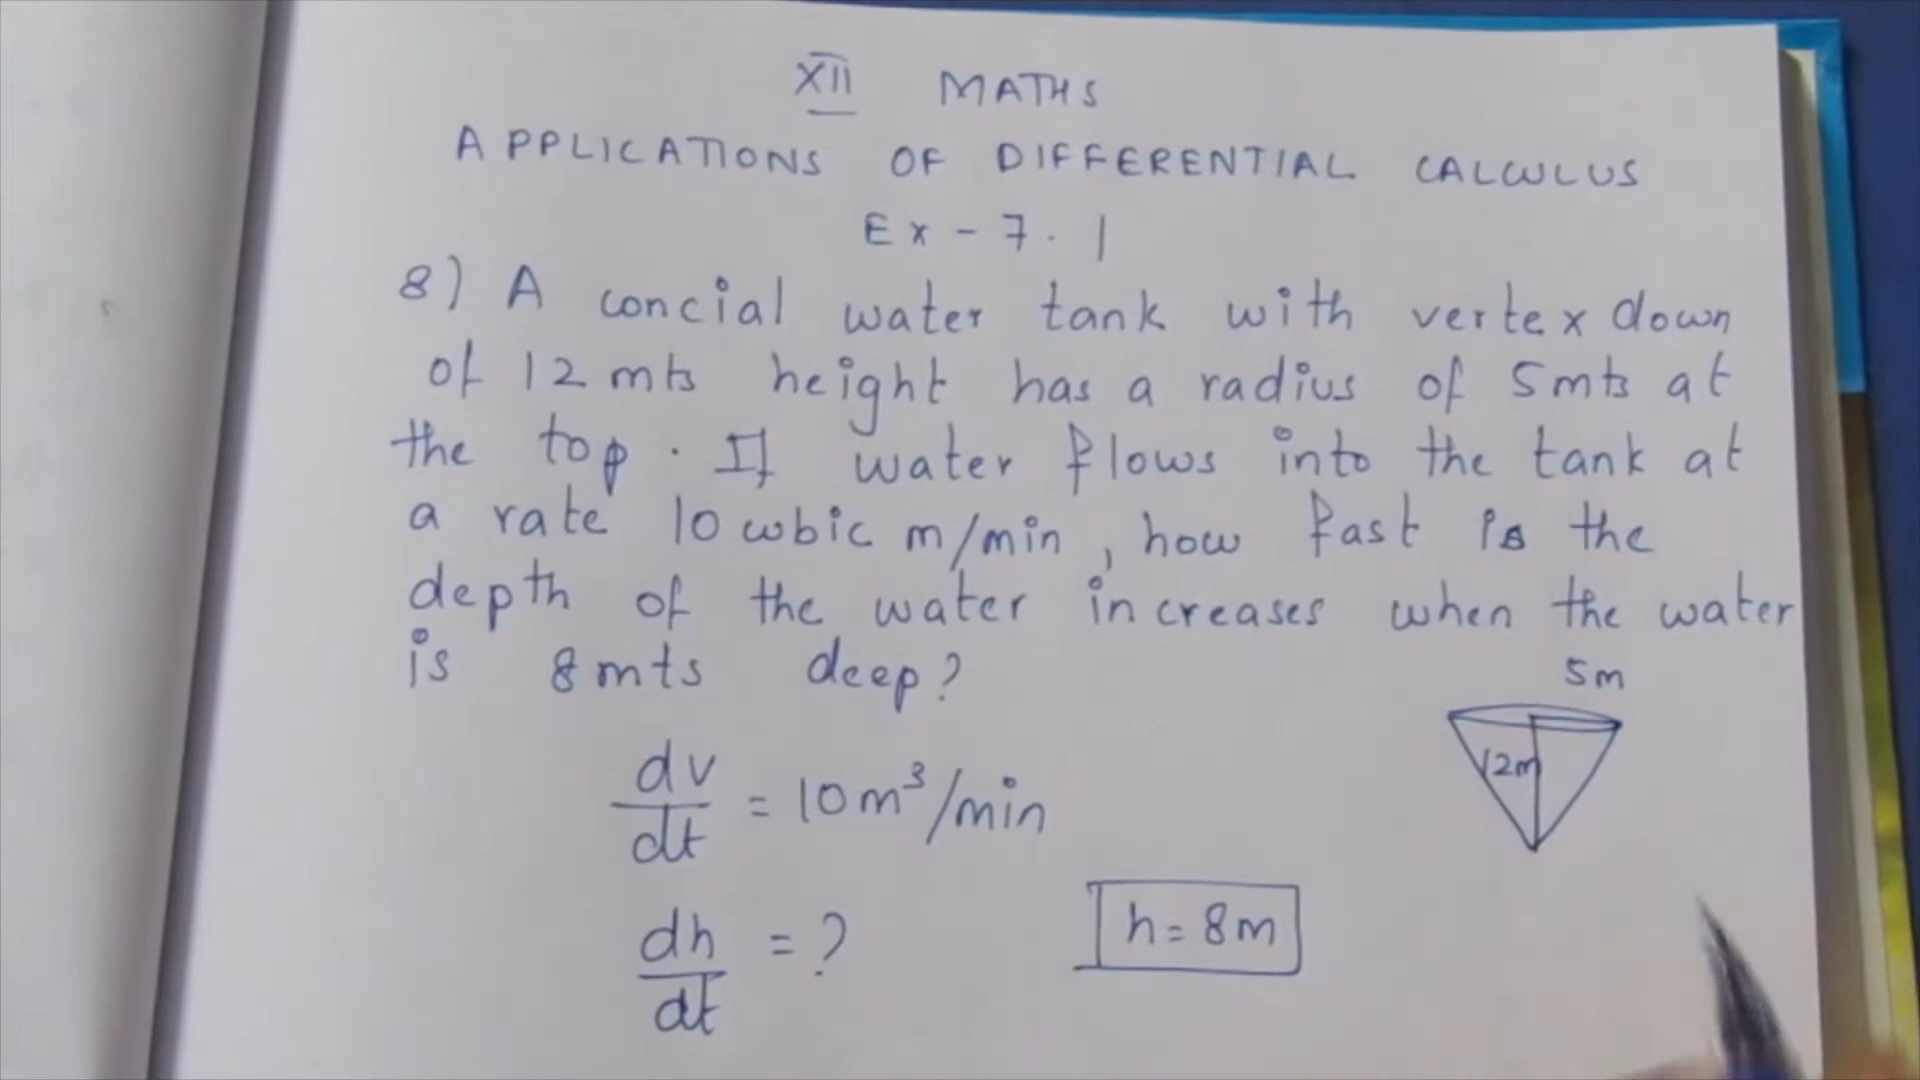 XII MATHS
APPLICATIONS OF DIFFERENTIAL CALCULUS
Ex - 7.1
8) A concial water tank with vertex down
of 12 mts height has a radius of 5mts at
the top. If water flows into the tank at
a rate 10 cubic m/min, how fast is the
depth of the water increases when the water
is 8mts deep?
5m
12m
dv/dt = 10m³/min
dh/dt = ?
h = 8m